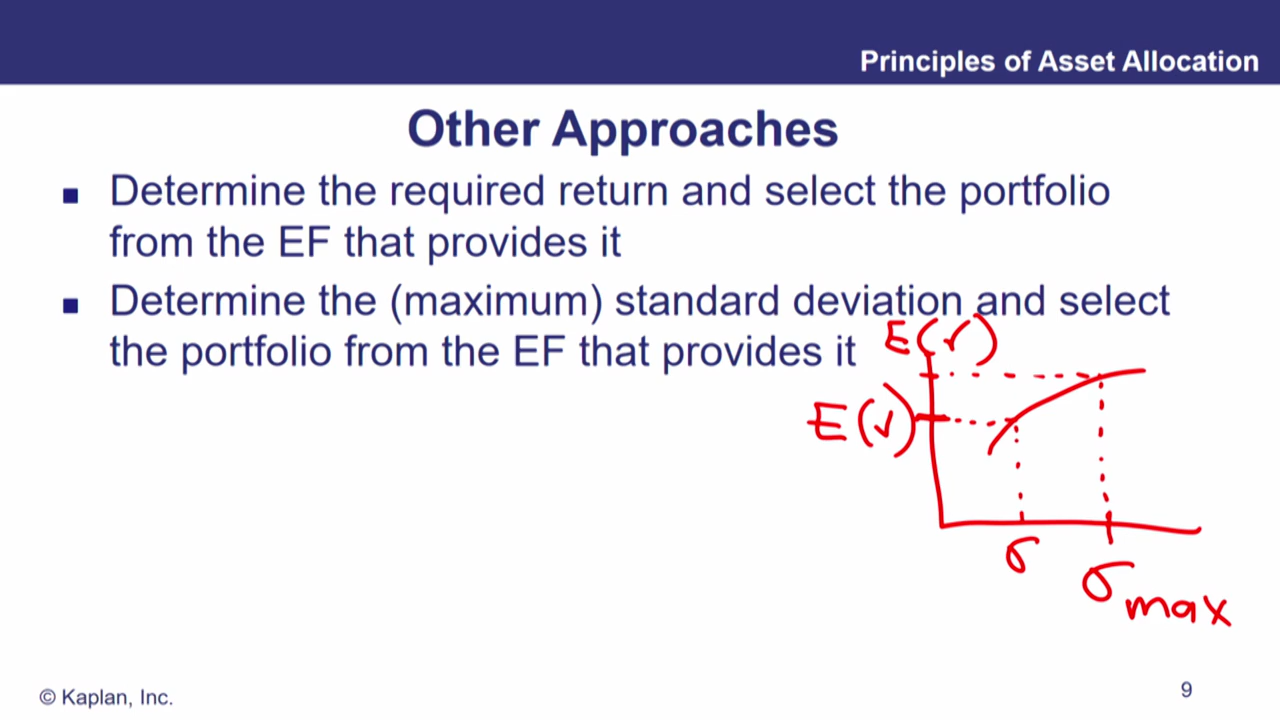 Principles of Asset Allocation
Other Approaches
Determine the required return and select the portfolio
from the EF that provides it
Determine the (maximum) standard deviation and select
the portfolio from the EF that provides it
E(r)
E(r)
σ
σ max
© Kaplan, Inc.
9